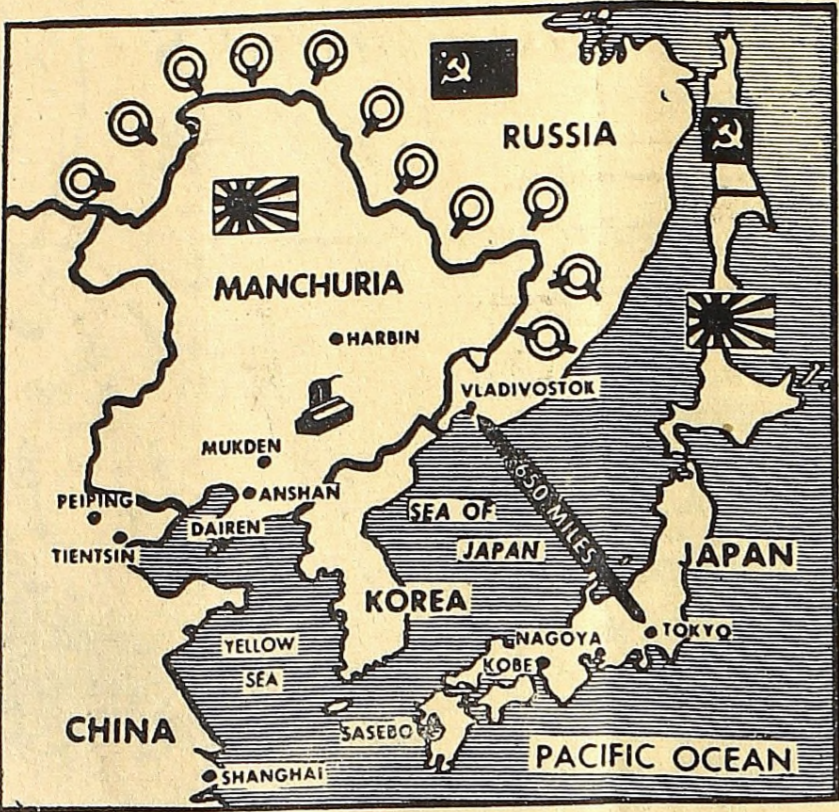 RUSSIA
MANCHURIA
HARBIN
VLADIVOSTOK
MUKDEN
PEIPING
ANSHAN
DAIREN
TIENTSIN
650 MILES
SEA OF
JAPAN
JAPAN
KOREA
TOKYO
NAGOYA
KOBE
YELLOW
SEA
CHINA
SASEBO
SHANGHAI
PACIFIC OCEAN